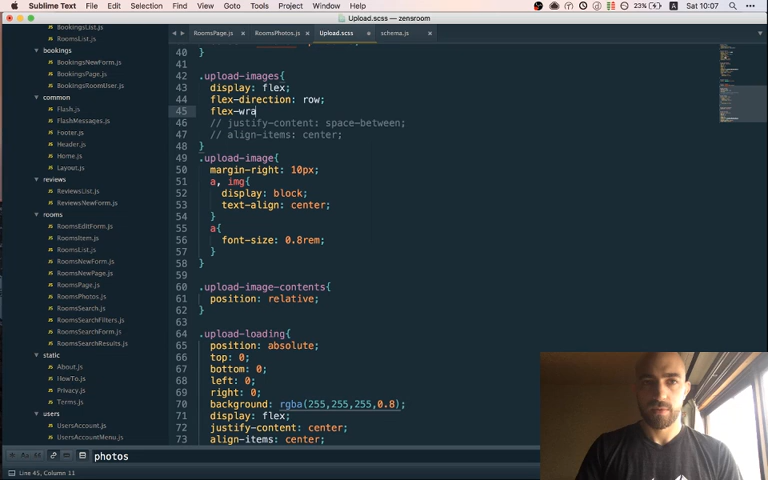 Sublime Text File Edit Selection Find View Goto Tools Project Window Help 23% Sat 10:07
Upload.scss — zensroom
RoomsPage.js × RoomsPhotos.js × Upload.scss schema.js ×
BookingsList.js
RoomsList.js
bookings
BookingsNewForm.js
BookingsPage.js
BookingsRoomUser.js
common
Flash.js
FlashMessages.js
Footer.js
Header.js
Home.js
Layout.js
reviews
ReviewsList.js
ReviewsNewForm.js
rooms
RoomsEditForm.js
RoomsItem.js
RoomsList.js
RoomsNewForm.js
RoomsNewPage.js
RoomsPage.js
RoomsPhotos.js
RoomsSearch.js
RoomsSearchFilters.js
RoomsSearchForm.js
RoomsSearchResults.js
static
About.js
HowTo.js
Privacy.js
Terms.js
users
UsersAccount.js
UsersAccountMenu.js
40 }
41
42 .upload-images{
43 display: flex;
44 flex-direction: row;
45 flex-wra
46 // justify-content: space-between;
47 // align-items: center;
48 }
49 .upload-image{
50 margin-right: 10px;
51 a, img{
52 display: block;
53 text-align: center;
54 }
55 a{
56 font-size: 0.8rem;
57 }
58 }
59
60 .upload-image-contents{
61 position: relative;
62 }
63
64 .upload-loading{
65 position: absolute;
66 top: 0;
67 bottom: 0;
68 left: 0;
69 right: 0;
70 background: rgba(255,255,255,0.8);
71 display: flex;
72 justify-content: center;
73 align-items: center;
photos
Line 45, Column 11